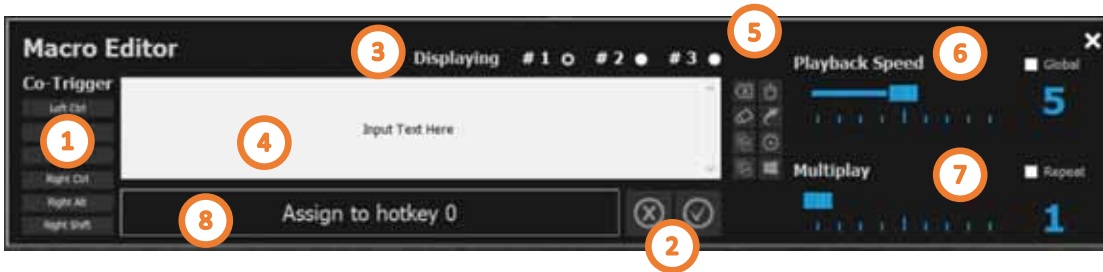 Macro Editor
3
Displaying # 1 # 2 # 3
5
6
Playback Speed
Global
5
Co-Trigger
Left Ctrl
1
Right Ctrl
Right Alt
Right Shift
4
Input Text Here
Multiplay
7
Repeat
1
8
Assign to hotkey 0
2